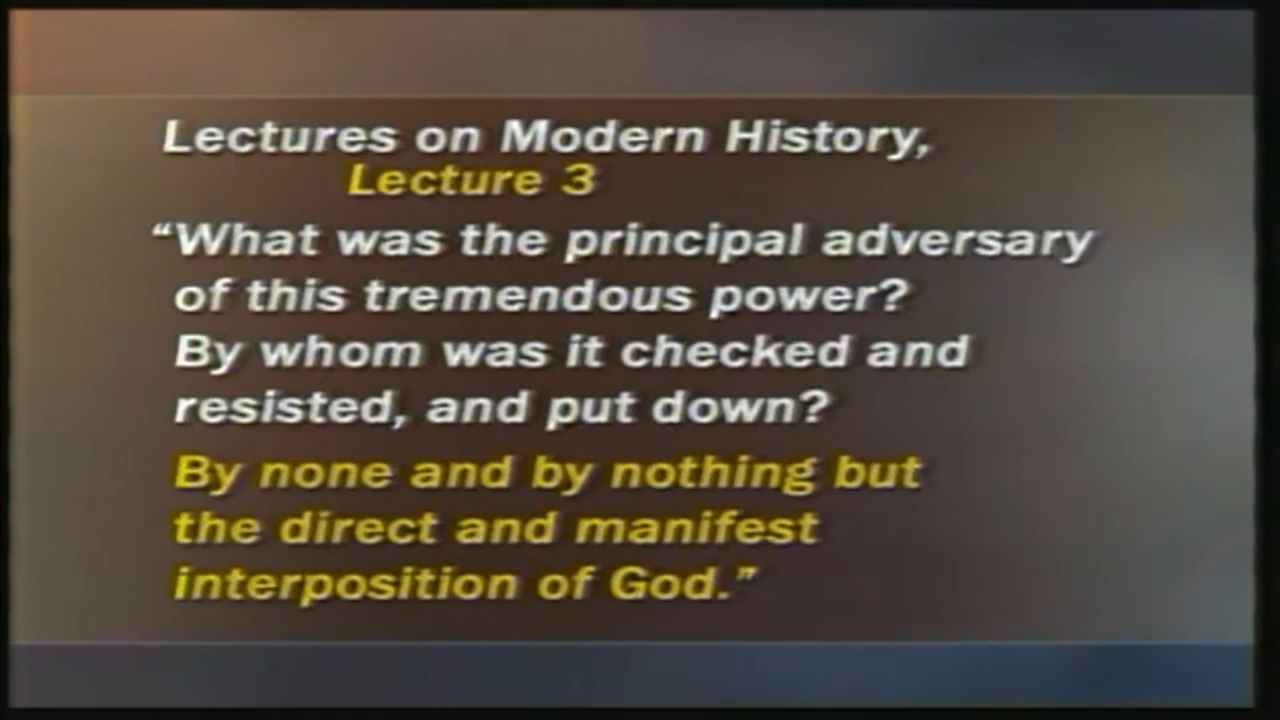 Lectures on Modern History,
Lecture 3
“What was the principal adversary
of this tremendous power?
By whom was it checked and
resisted, and put down?
By none and by nothing but
the direct and manifest
interposition of God.”